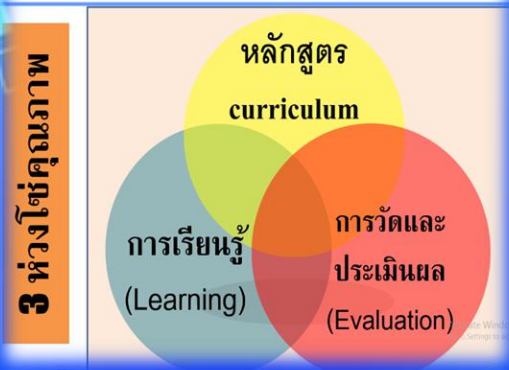 3 ห่วงโซ่คุณภาพ
หลักสูตร
curriculum
การเรียนรู้
(Learning)
การวัดและ
ประเมินผล
(Evaluation)